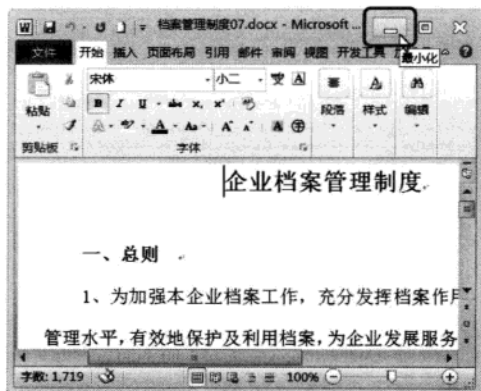 档案管理制度07.docx - Microsoft ...
文件 开始 插入 页面布局 引用 邮件 审阅 视图 开发工具
最小化
宋体 小二 变 A
B I U abe x, x²
粘贴 段落 样式 编辑
A Aa A A A
剪贴板 字体
企业档案管理制度
一、总则
1、为加强本企业档案工作，充分发挥档案作用
管理水平，有效地保护及利用档案，为企业发展服务
字数: 1,719 100%